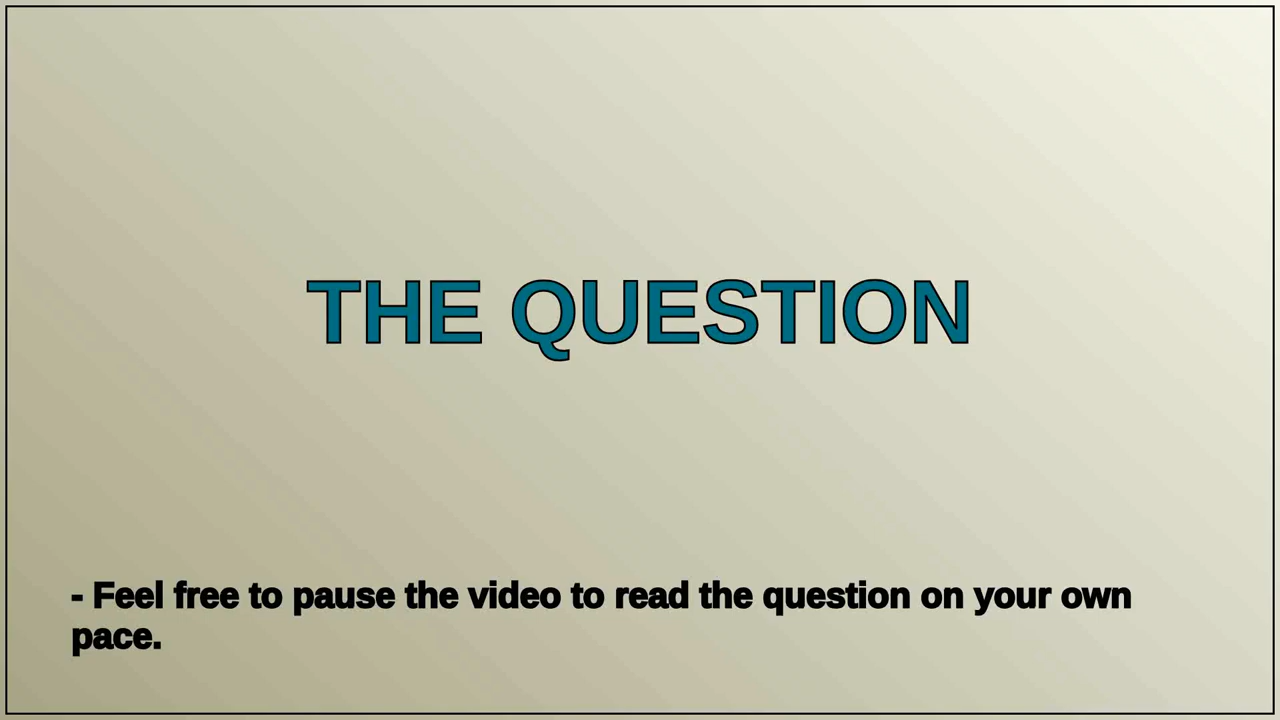 THE QUESTION
- Feel free to pause the video to read the question on your own
pace.